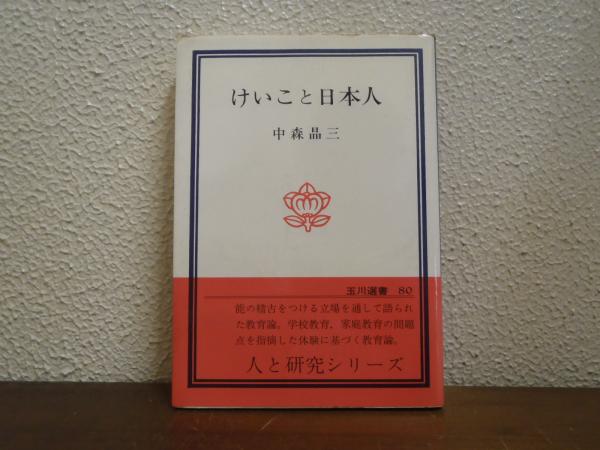 けいこと日本人
中森晶三
玉川選書 80
能の稽古をつける立場を通して語られ
た教育論。学校教育、家庭教育の問題
点を指摘した体験に基づく教育論。
人と研究シリーズ